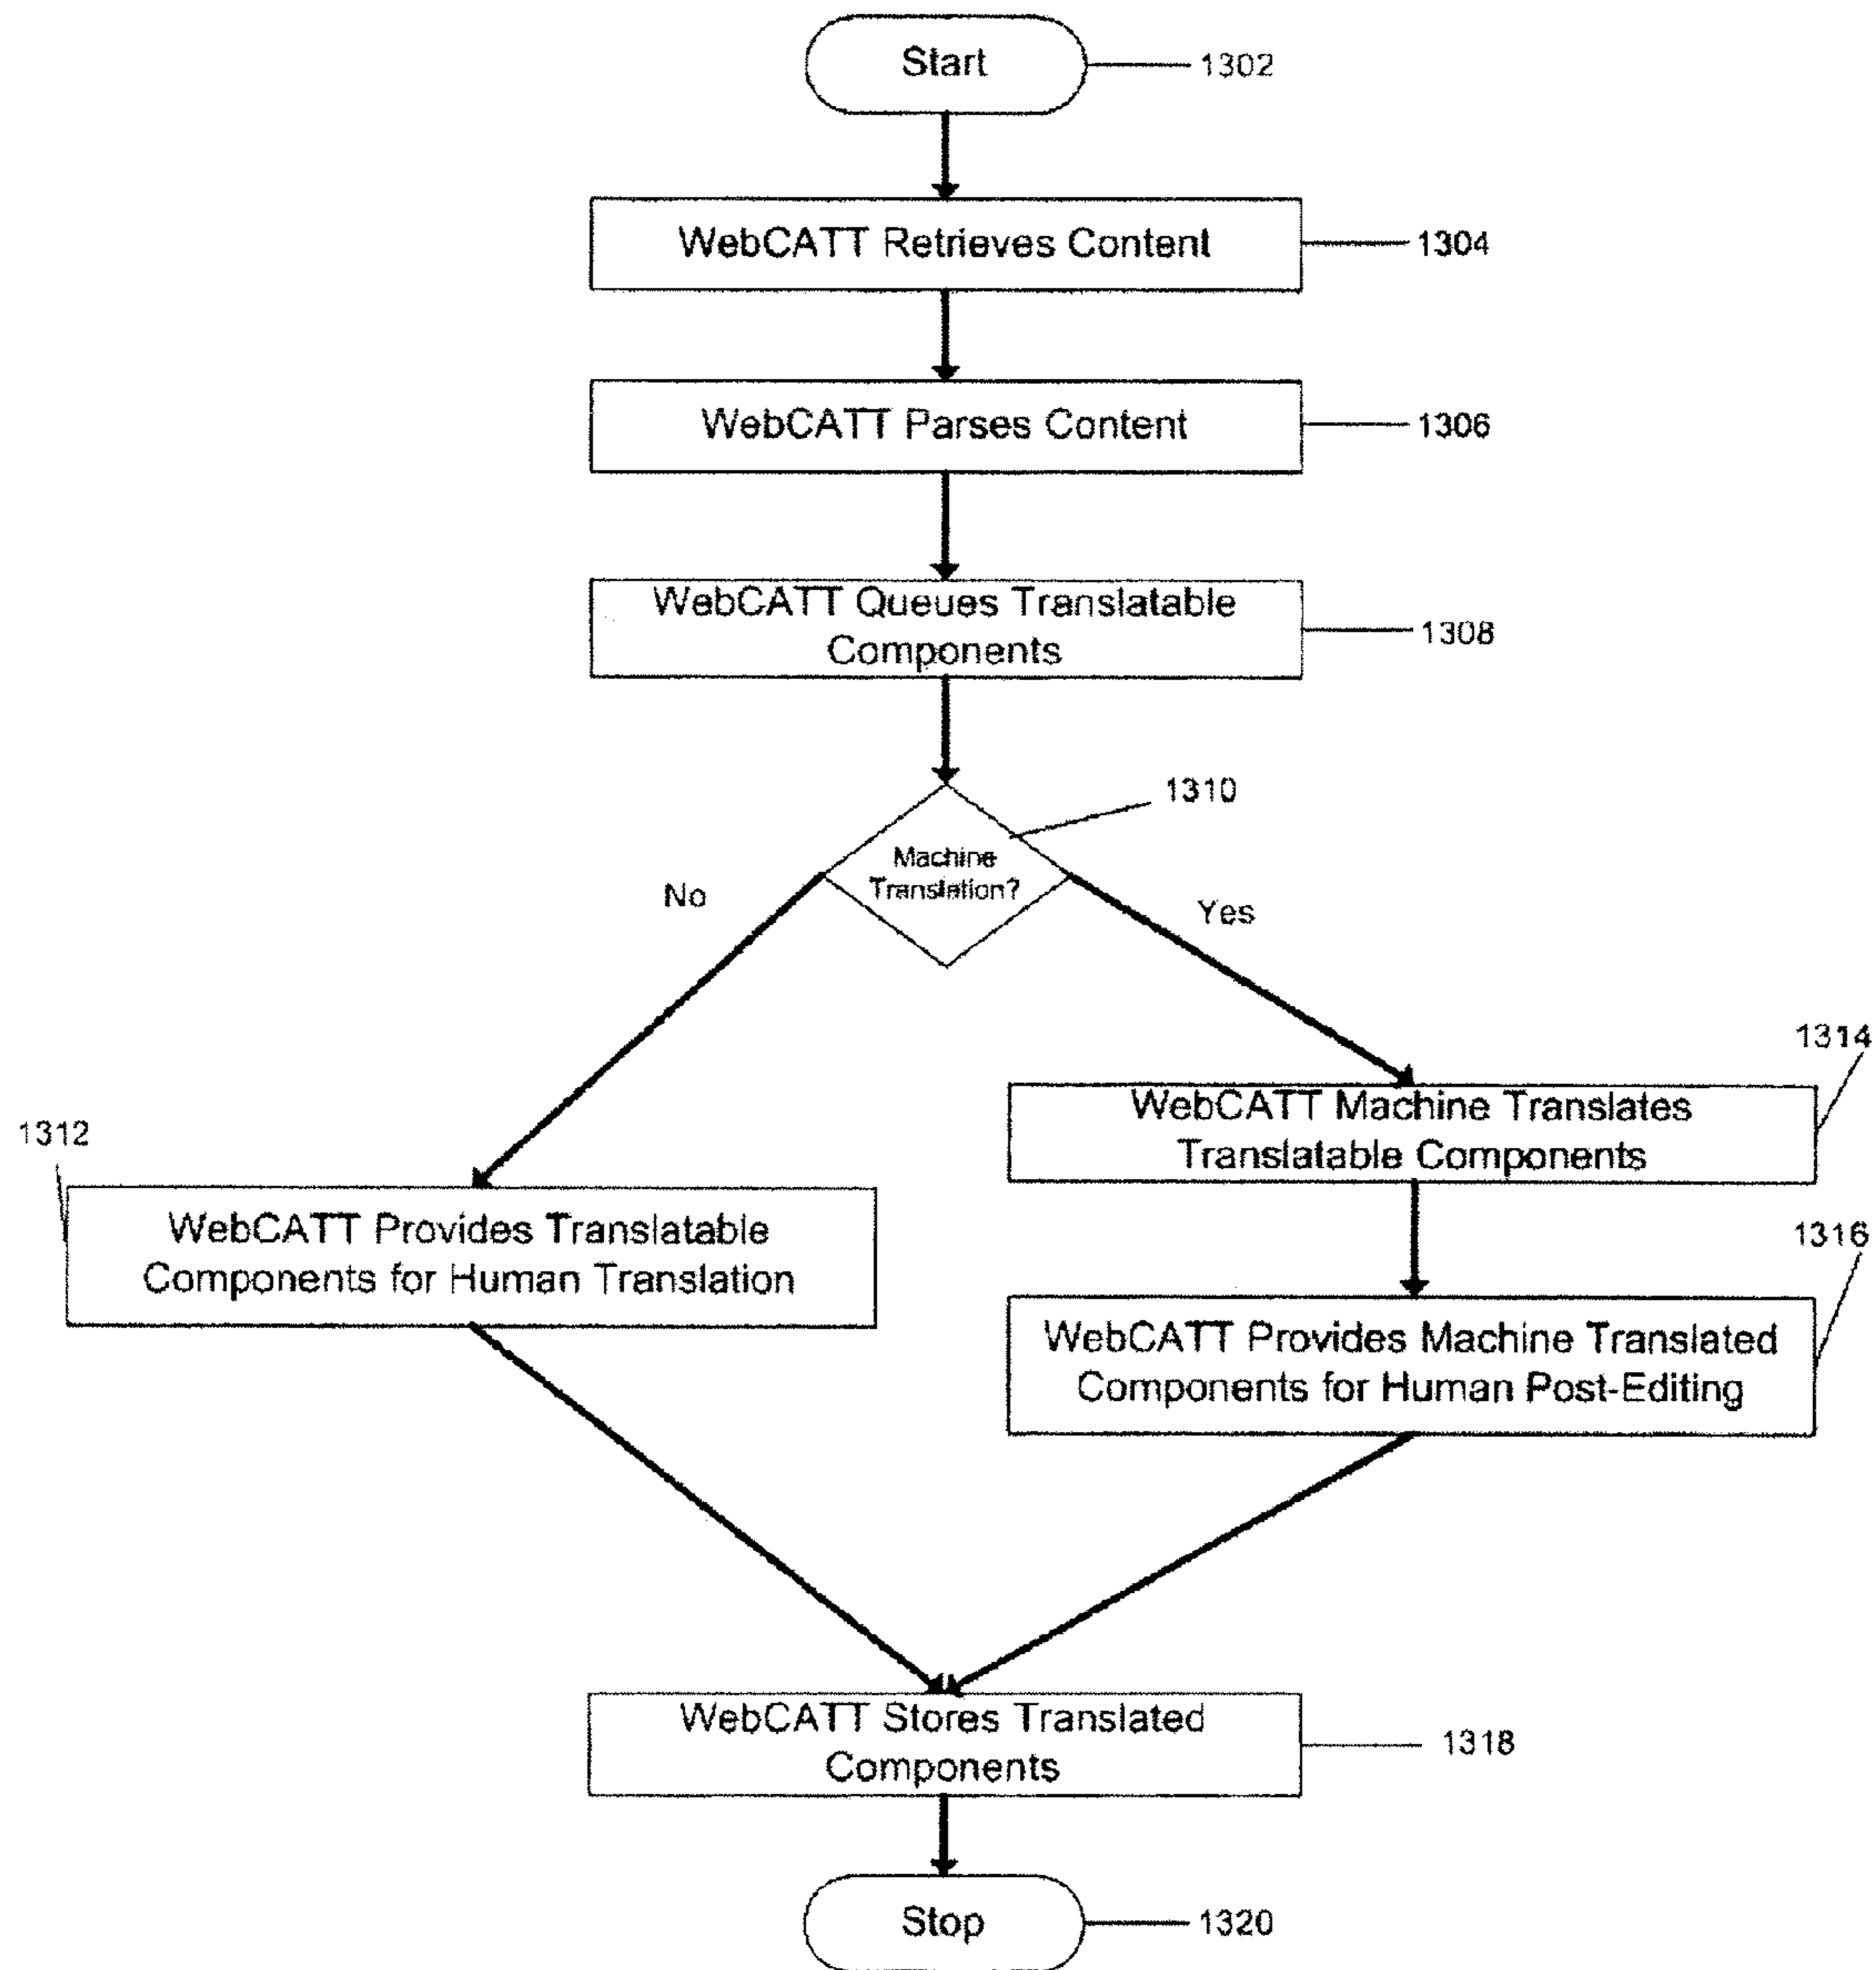 Start
1302
WebCATT Retrieves Content
1304
WebCATT Parses Content
1306
WebCATT Queues Translatable
Components
1308
1310
Machine
Translation?
No
Yes
1314
WebCATT Machine Translates
Translatable Components
1312
WebCATT Provides Translatable
Components for Human Translation
1316
WebCATT Provides Machine Translated
Components for Human Post-Editing
WebCATT Stores Translated
Components
1318
Stop
1320